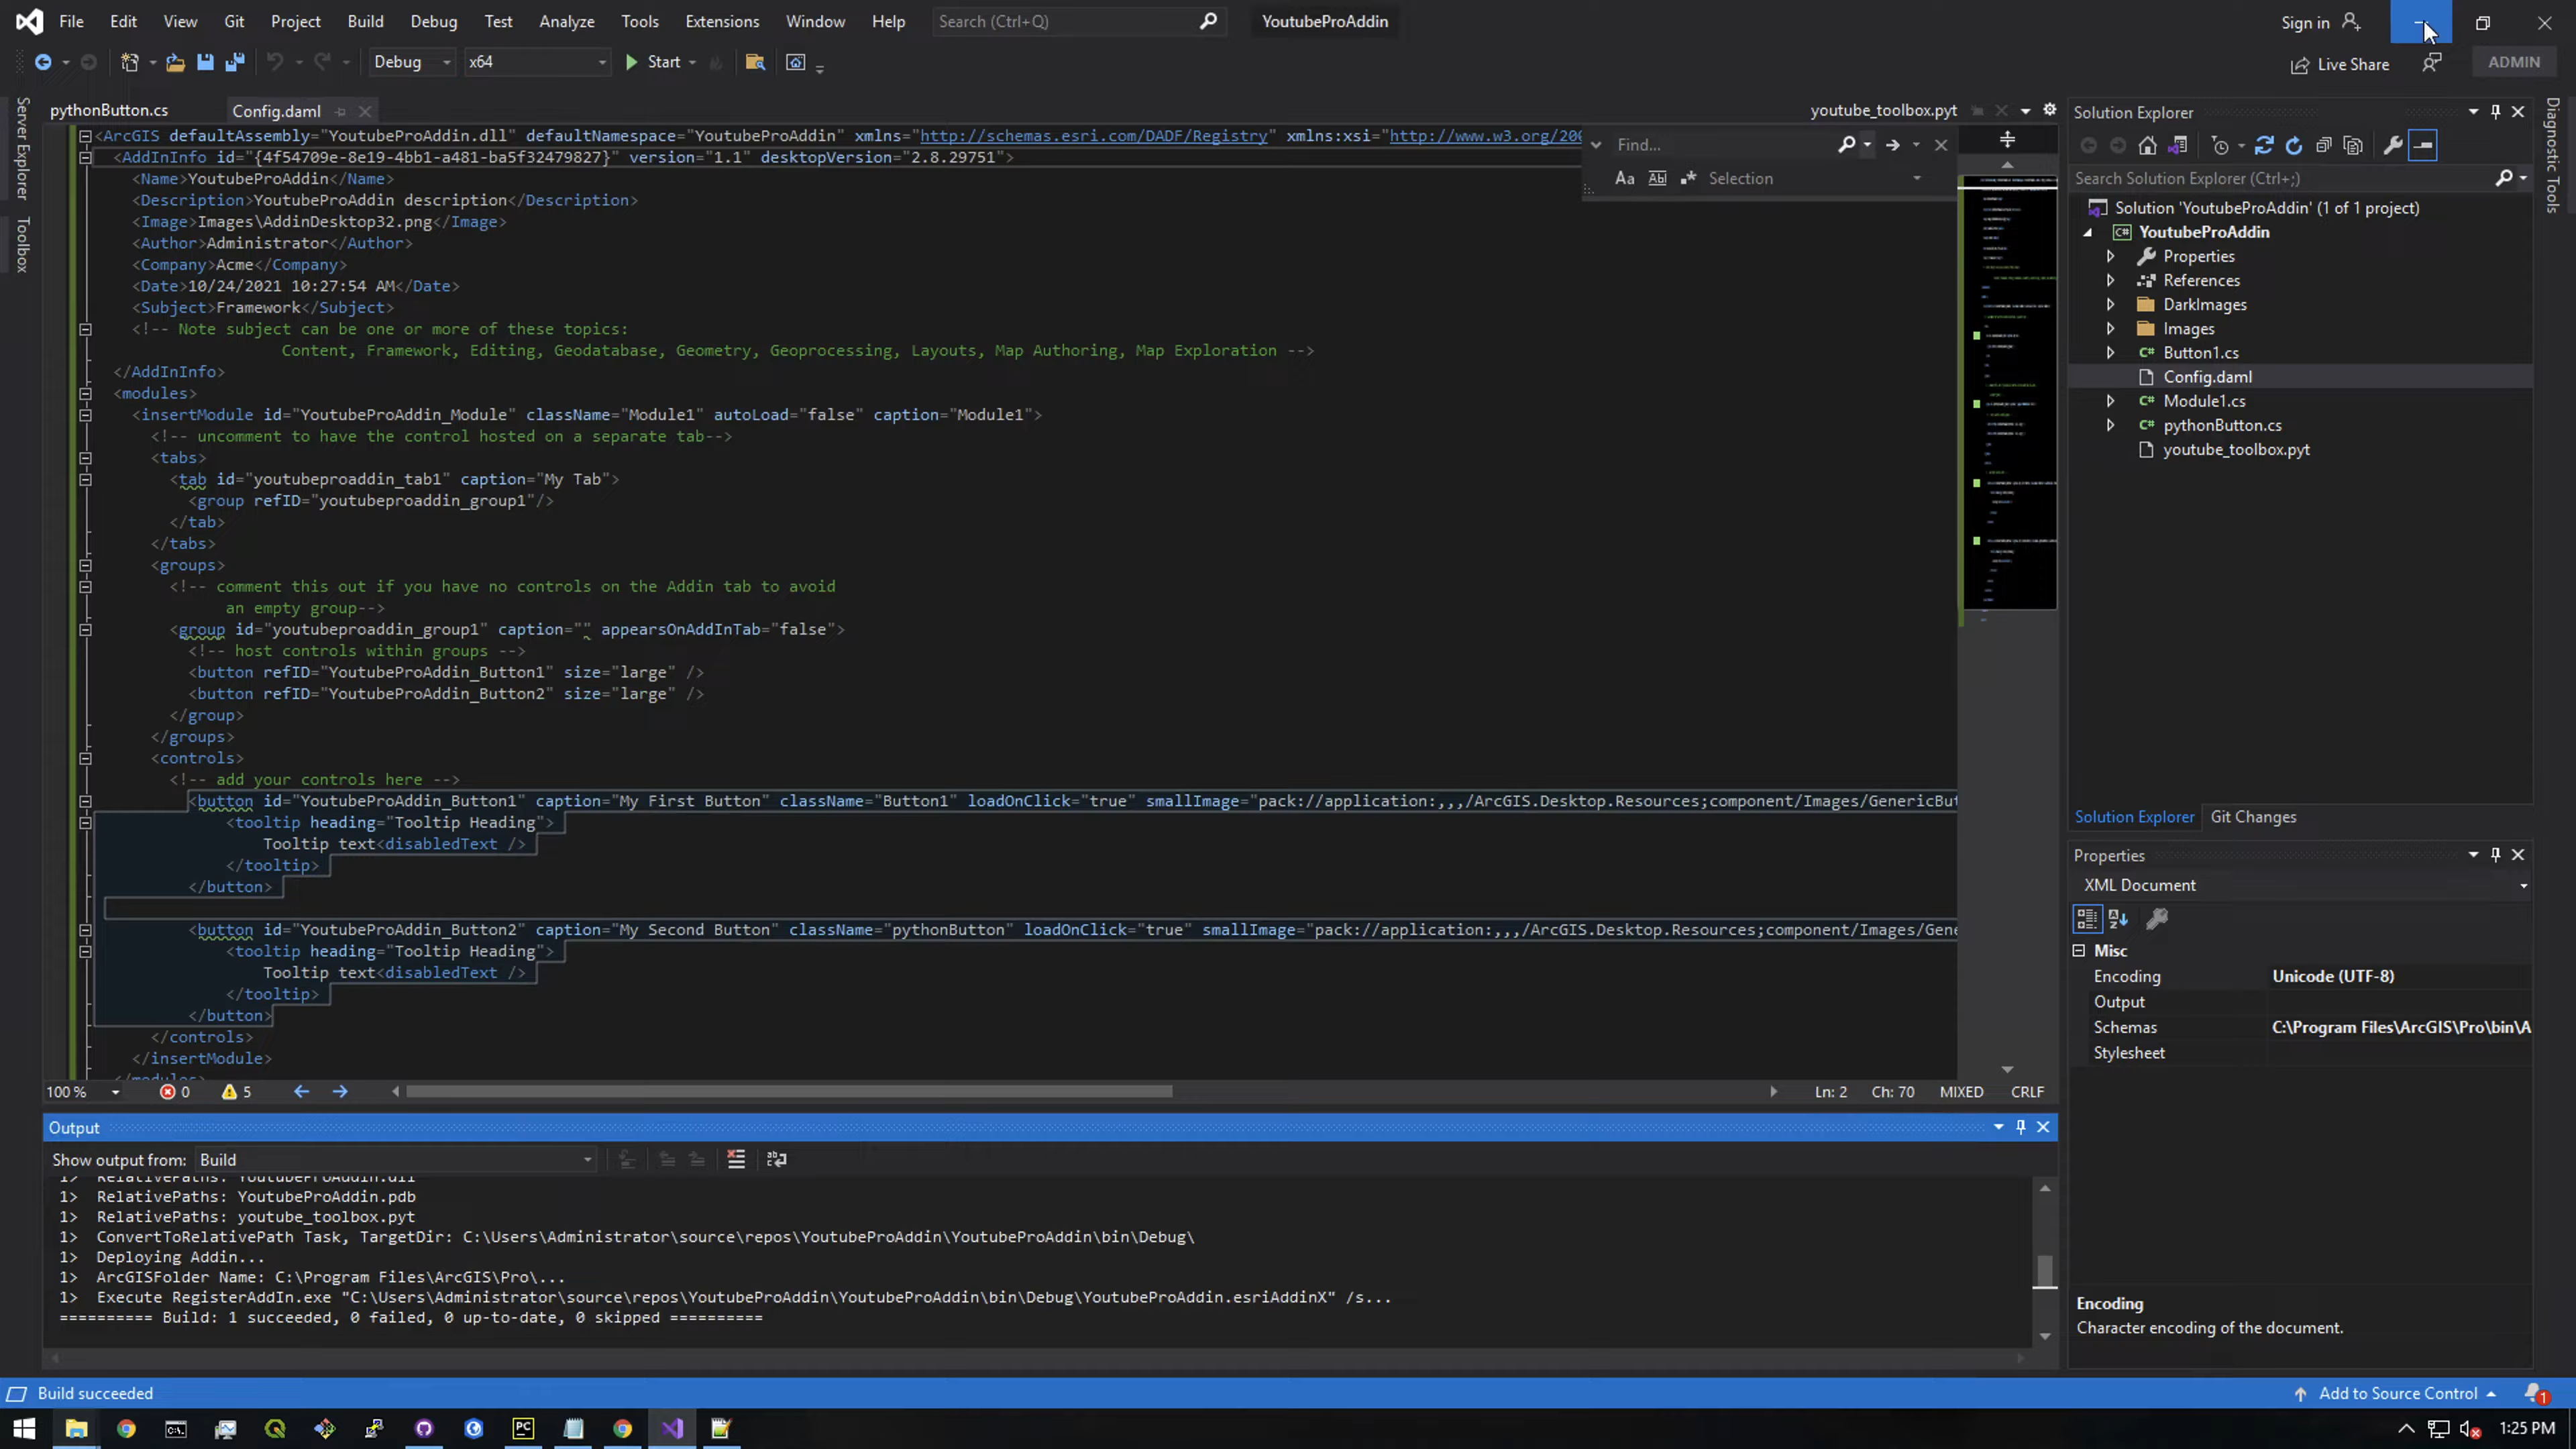 File Edit View Git Project Build Debug Test Analyze Tools Extensions Window Help Search (Ctrl+Q) YoutubeProAddin Sign in
Debug x64 Start Live Share ADMIN
Server Explorer
Toolbox
pythonButton.cs Config.daml youtube_toolbox.pyt
<ArcGIS defaultAssembly="YoutubeProAddin.dll" defaultNamespace="YoutubeProAddin" xmlns="http://schemas.esri.com/DADF/Registry" xmlns:xsi="http://www.w3.org/200
<AddInInfo id="{4f54709e-8e19-4bb1-a481-ba5f32479827}" version="1.1" desktopVersion="2.8.29751">
<Name>YoutubeProAddin</Name>
<Description>YoutubeProAddin description</Description>
<Image>Images\AddinDesktop32.png</Image>
<Author>Administrator</Author>
<Company>Acme</Company>
<Date>10/24/2021 10:27:54 AM</Date>
<Subject>Framework</Subject>
<!-- Note subject can be one or more of these topics:
Content, Framework, Editing, Geodatabase, Geometry, Geoprocessing, Layouts, Map Authoring, Map Exploration -->
</AddInInfo>
<modules>
<insertModule id="YoutubeProAddin_Module" className="Module1" autoLoad="false" caption="Module1">
<!-- uncomment to have the control hosted on a separate tab-->
<tabs>
<tab id="youtubeproaddin_tab1" caption="My Tab">
<group refID="youtubeproaddin_group1"/>
</tab>
</tabs>
<groups>
<!-- comment this out if you have no controls on the Addin tab to avoid
an empty group-->
<group id="youtubeproaddin_group1" caption="" appearsOnAddInTab="false">
<!-- host controls within groups -->
<button refID="YoutubeProAddin_Button1" size="large" />
<button refID="YoutubeProAddin_Button2" size="large" />
</group>
</groups>
<controls>
<!-- add your controls here -->
<button id="YoutubeProAddin_Button1" caption="My First Button" className="Button1" loadOnClick="true" smallImage="pack://application:,,,/ArcGIS.Desktop.Resources;component/Images/GenericBut
<tooltip heading="Tooltip Heading">
Tooltip text<disabledText />
</tooltip>
</button>
<button id="YoutubeProAddin_Button2" caption="My Second Button" className="pythonButton" loadOnClick="true" smallImage="pack://application:,,,/ArcGIS.Desktop.Resources;component/Images/Gene
<tooltip heading="Tooltip Heading">
Tooltip text<disabledText />
</tooltip>
</button>
</controls>
</insertModule>
</modules>
Find...
Aa Ab Selection
100 % 0 5 Ln: 2 Ch: 70 MIXED CRLF
Output
Show output from: Build
1> RelativePaths: YoutubeProAddin.dll
1> RelativePaths: YoutubeProAddin.pdb
1> RelativePaths: youtube_toolbox.pyt
1> ConvertToRelativePath Task, TargetDir: C:\Users\Administrator\source\repos\YoutubeProAddin\YoutubeProAddin\bin\Debug\
1> Deploying Addin...
1> ArcGISFolder Name: C:\Program Files\ArcGIS\Pro\...
1> Execute RegisterAddIn.exe "C:\Users\Administrator\source\repos\YoutubeProAddin\YoutubeProAddin\bin\Debug\YoutubeProAddin.esriAddinX" /s...
========== Build: 1 succeeded, 0 failed, 0 up-to-date, 0 skipped ==========
Solution Explorer
Search Solution Explorer (Ctrl+;)
Solution 'YoutubeProAddin' (1 of 1 project)
YoutubeProAddin
Properties
References
DarkImages
Images
Button1.cs
Config.daml
Module1.cs
pythonButton.cs
youtube_toolbox.pyt
Solution Explorer Git Changes
Properties
XML Document
Misc
Encoding Unicode (UTF-8)
Output
Schemas C:\Program Files\ArcGIS\Pro\bin\A
Stylesheet
Encoding
Character encoding of the document.
Diagnostic Tools
Build succeeded Add to Source Control 1
PC 1:25 PM